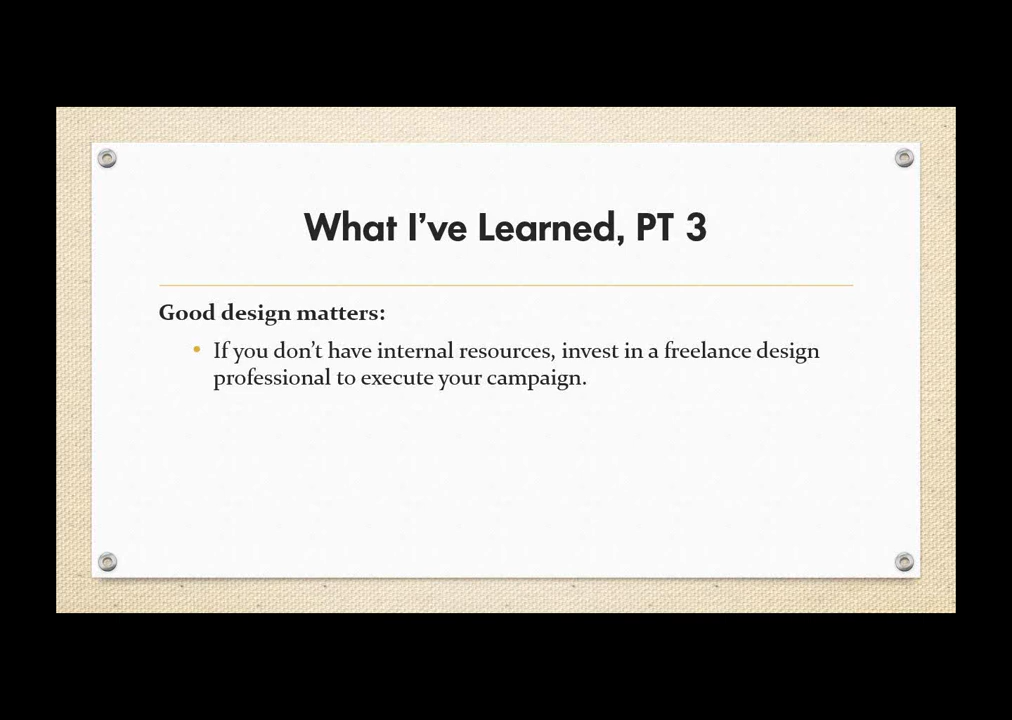 What I’ve Learned, PT 3
Good design matters:
• If you don’t have internal resources, invest in a freelance design
professional to execute your campaign.